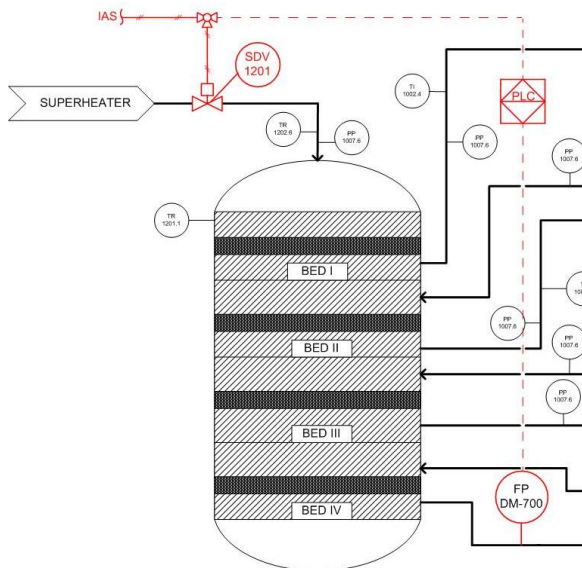 IAS
SDV
1201
SUPERHEATER
TI
1002.4
PLC
TR
1202.6
PP
1007.6
PP
1007.6
PP
1007.6
TR
1201.1
BED I
PP
1007.6
BED II
PP
1007.6
PP
1007.6
BED III
FP
DM-700
BED IV